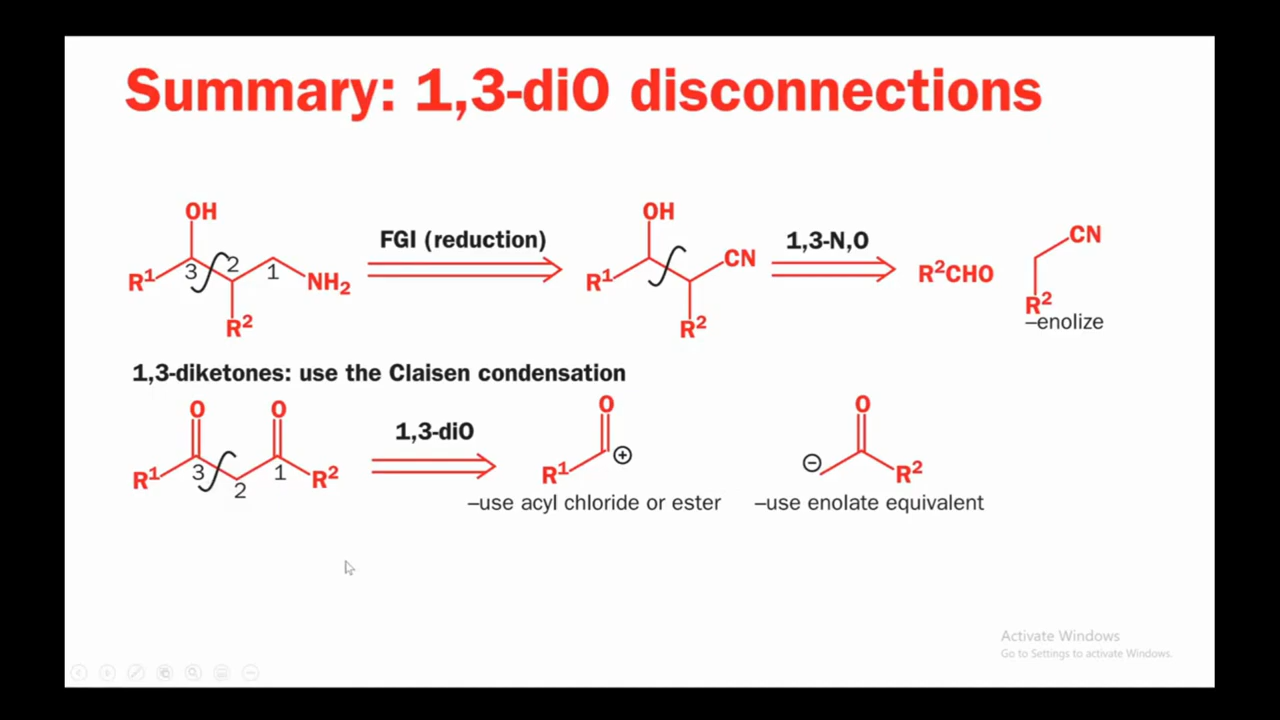 Summary: 1,3-diO disconnections
OH
3 2 1
R¹ NH₂
R²
FGI (reduction)
OH
CN
R¹
R²
1,3-N,O
R²CHO
CN
R²
–enolize
1,3-diketones: use the Claisen condensation
O O
R¹ 3 2 1 R²
1,3-diO
O
R¹ ⊕
–use acyl chloride or ester
O
⊖ R²
–use enolate equivalent
Activate Windows
Go to Settings to activate Windows.